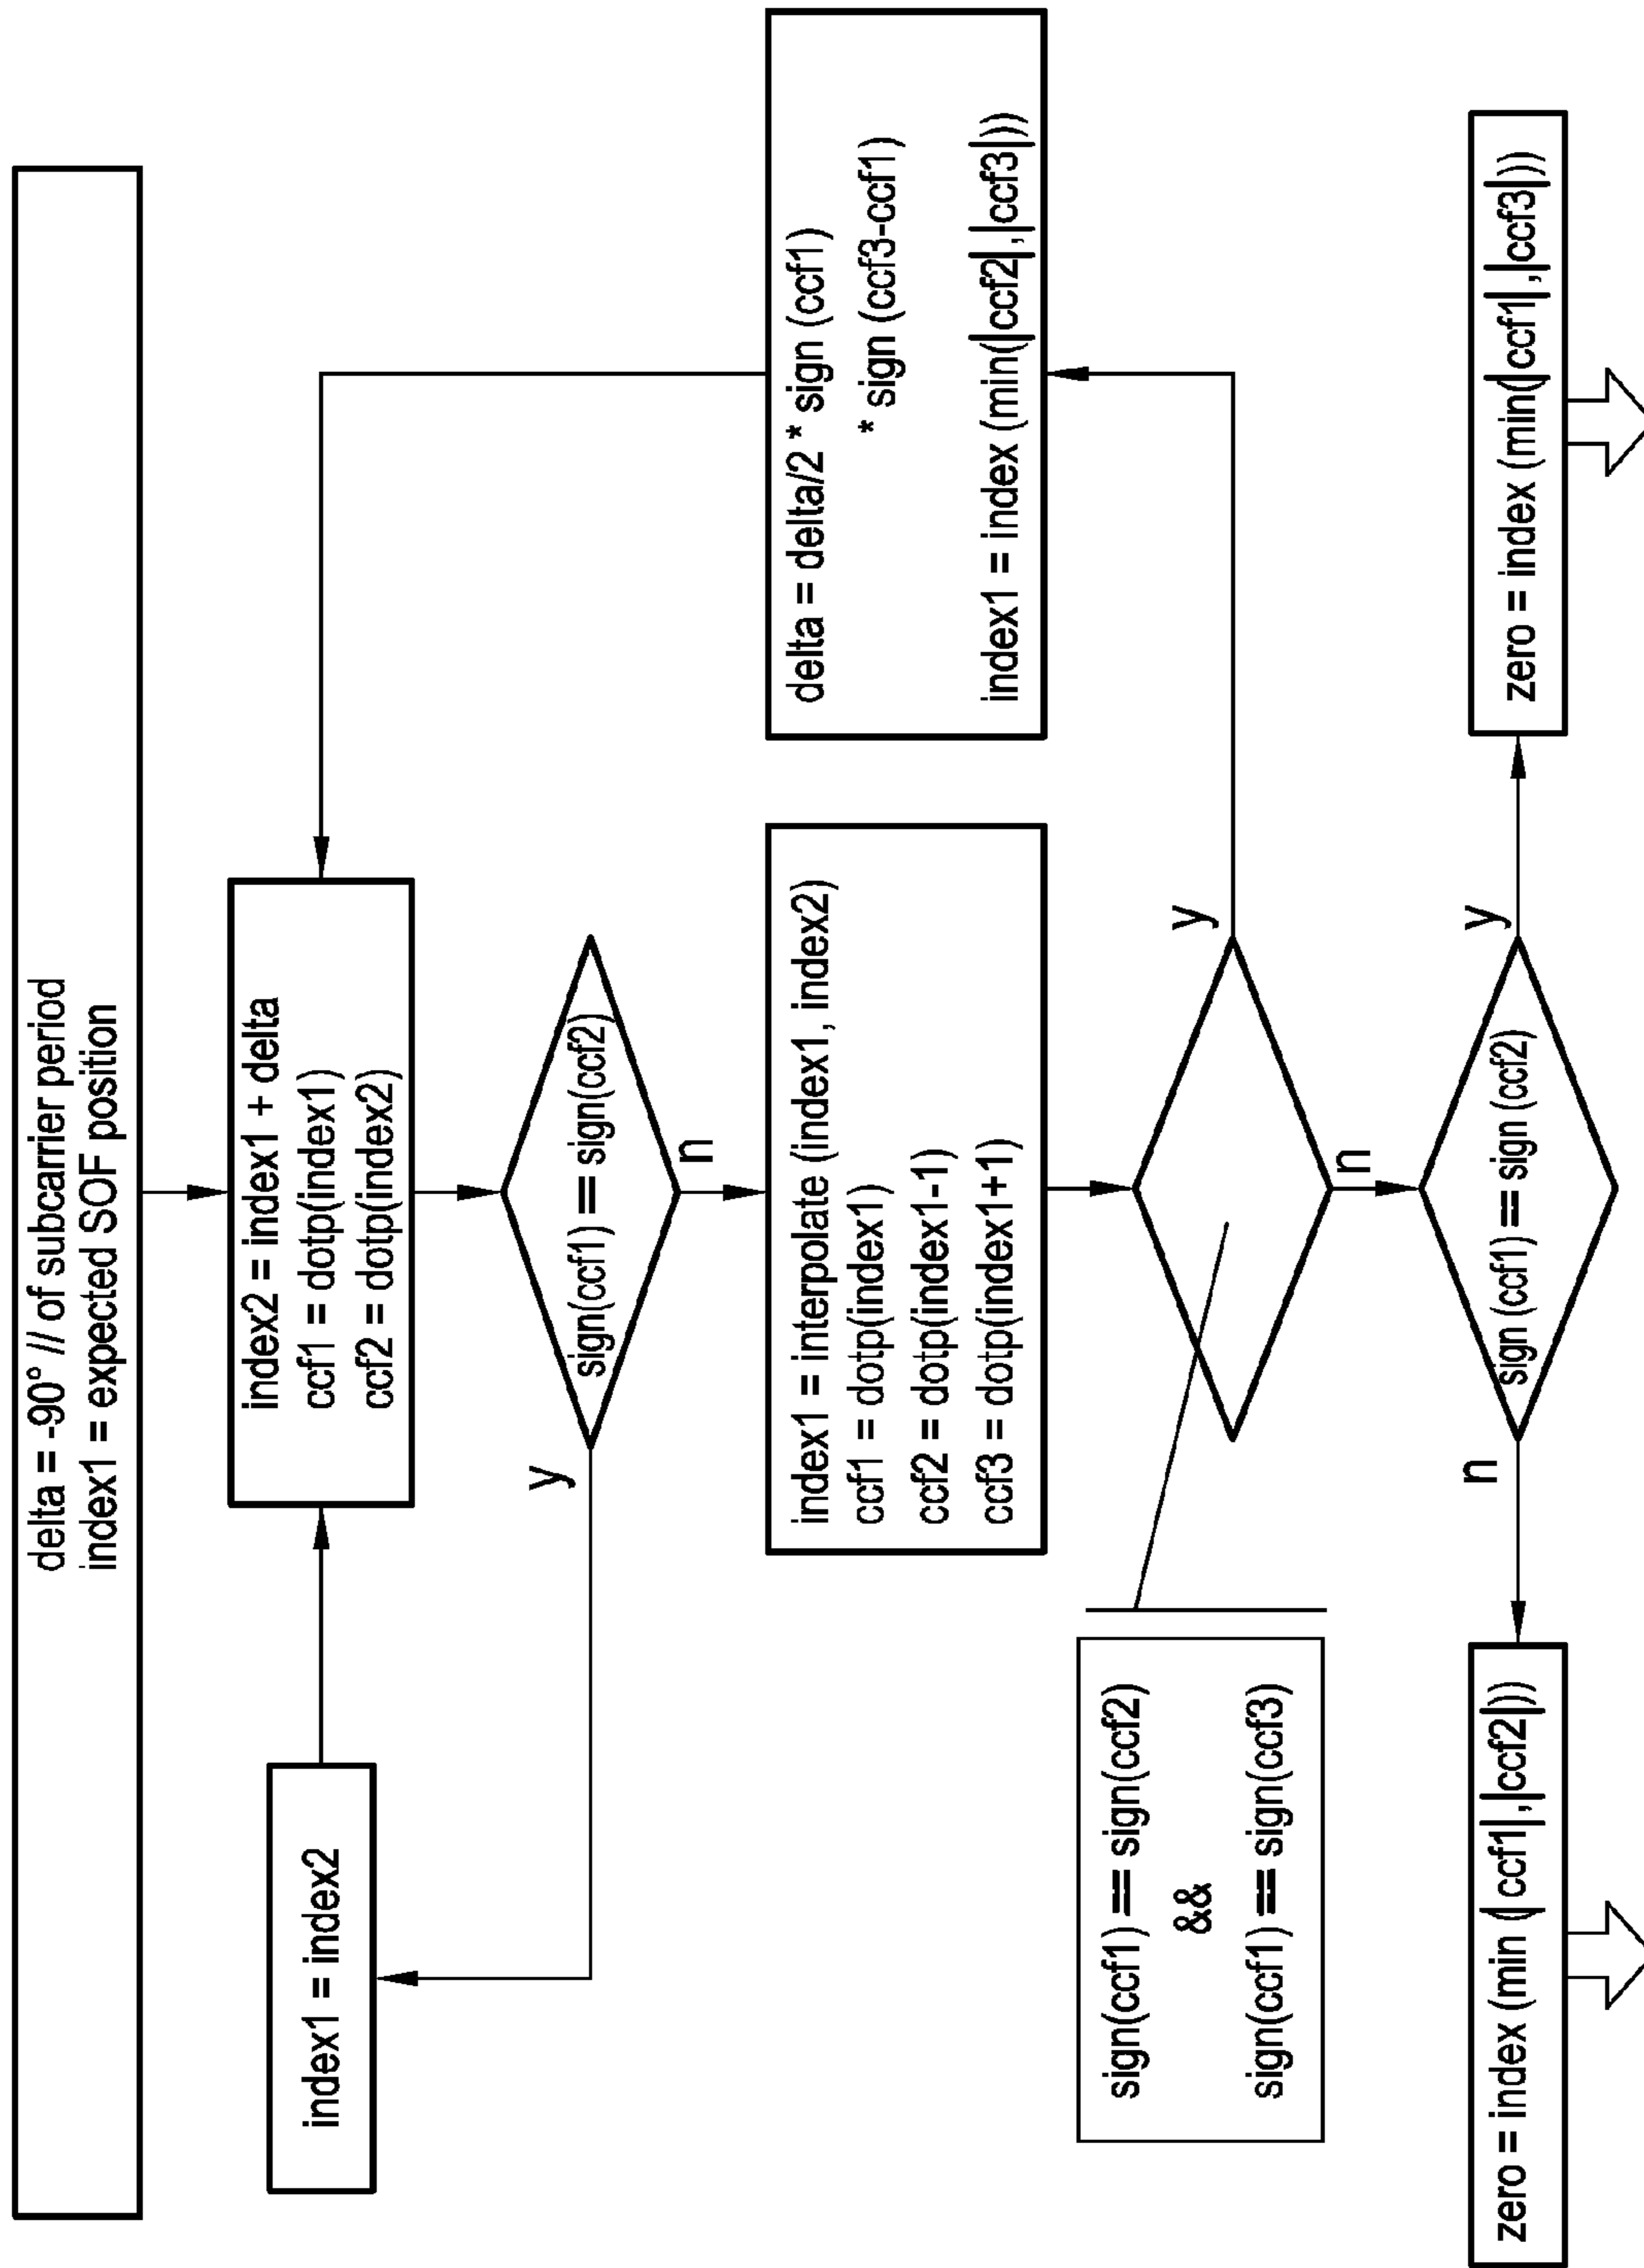 delta = -90° // of subcarrier period
index1 = expected SOF position
index1 = index2
index2 = index1 + delta
ccf1 = dotp(index1)
ccf2 = dotp(index2)
sign(ccf1) == sign(ccf2)
y
n
index1 = interpolate (index1, index2)
ccf1 = dotp(index1)
ccf2 = dotp(index1-1)
ccf3 = dotp(index1+1)
delta = delta/2 * sign (ccf1)
* sign (ccf3-ccf1)
index1 = index (min(|ccf2|,|ccf3|))
sign(ccf1) == sign(ccf2)
&&
sign(ccf1) == sign(ccf3)
y
n
sign (ccf1) == sign (ccf2)
n
y
zero = index (min (|ccf1|,|ccf2|))
zero = index (min(|ccf1|,|ccf3|))